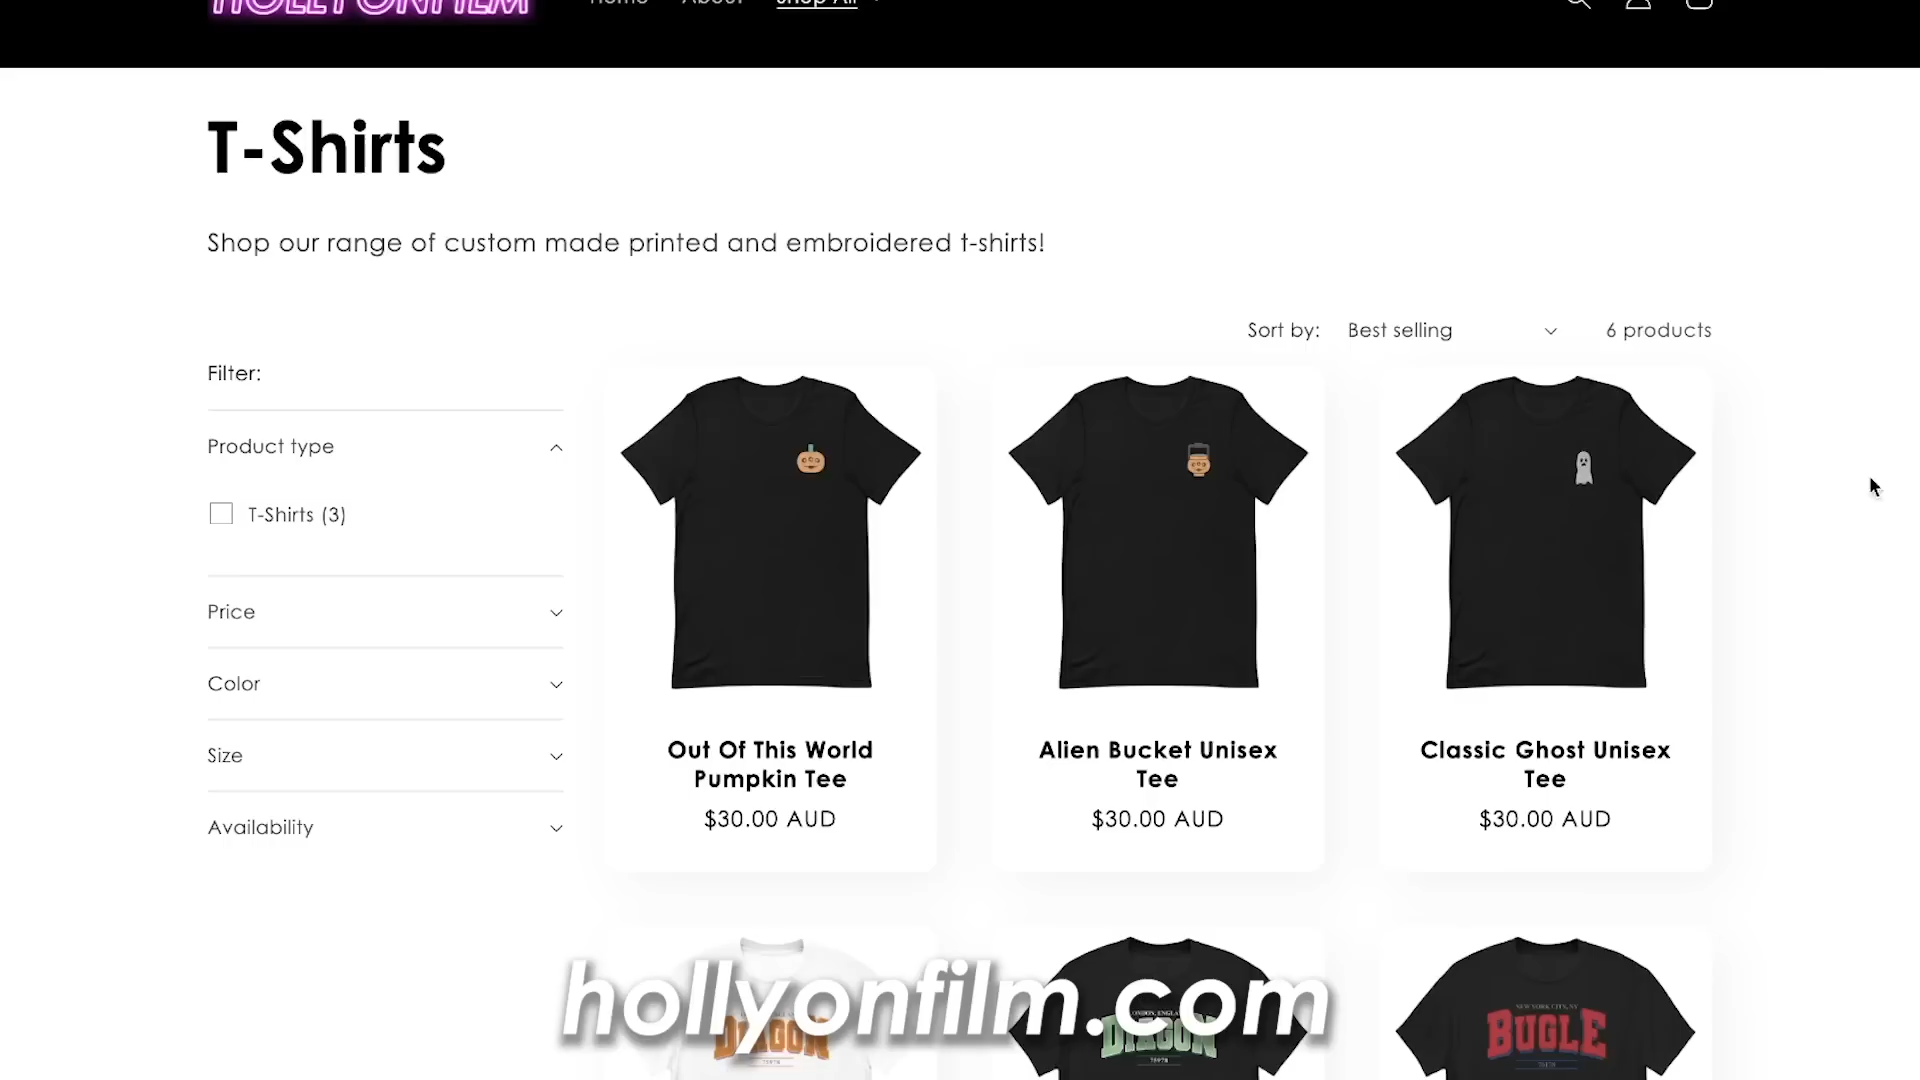 HOLLYONFILM
Home About Shop All
T-Shirts
Shop our range of custom made printed and embroidered t-shirts!
Sort by: Best selling 6 products
Filter:
Product type
T-Shirts (3)
Price
Color
Size
Availability
Out Of This World
Pumpkin Tee
$30.00 AUD
Alien Bucket Unisex
Tee
$30.00 AUD
Classic Ghost Unisex
Tee
$30.00 AUD
DIAGON
LONDON, ENGLAND
DIAGON
NEW YORK CITY, NY
BUGLE
hollyonfilm.com